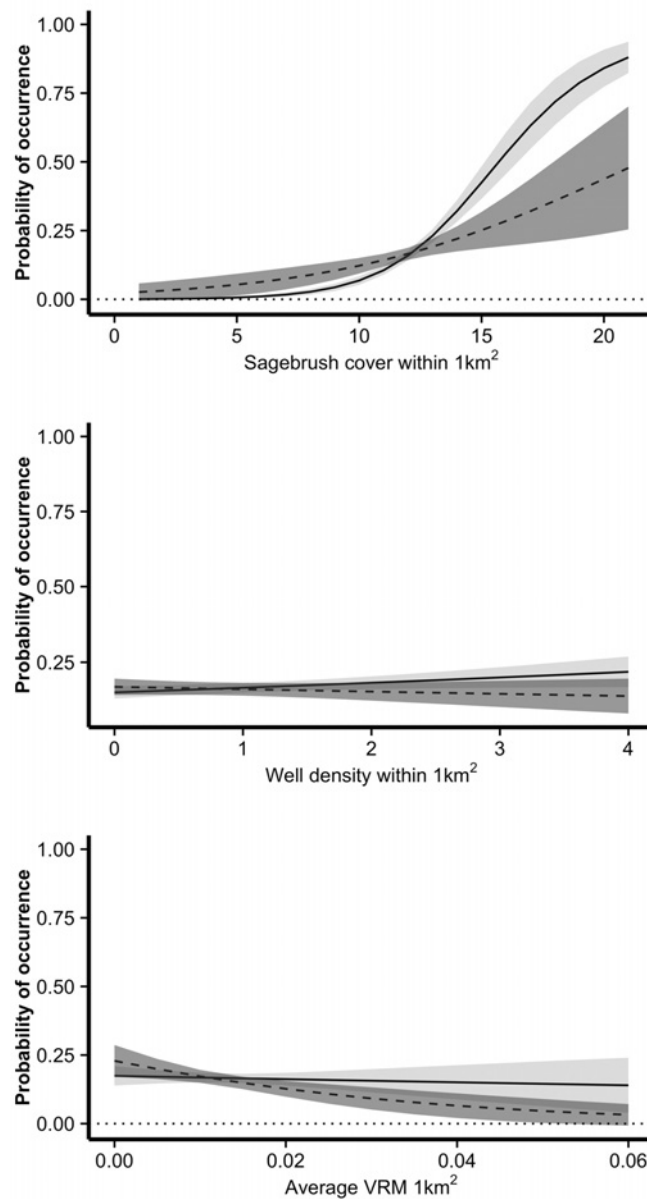 Probability of occurrence
1.00
0.75
0.50
0.25
0.00
0 5 10 15 20
Sagebrush cover within 1km²
Probability of occurrence
1.00
0.75
0.50
0.25
0 1 2 3 4
Well density within 1km²
Probability of occurrence
1.00
0.75
0.50
0.25
0.00
0.00 0.02 0.04 0.06
Average VRM 1km²